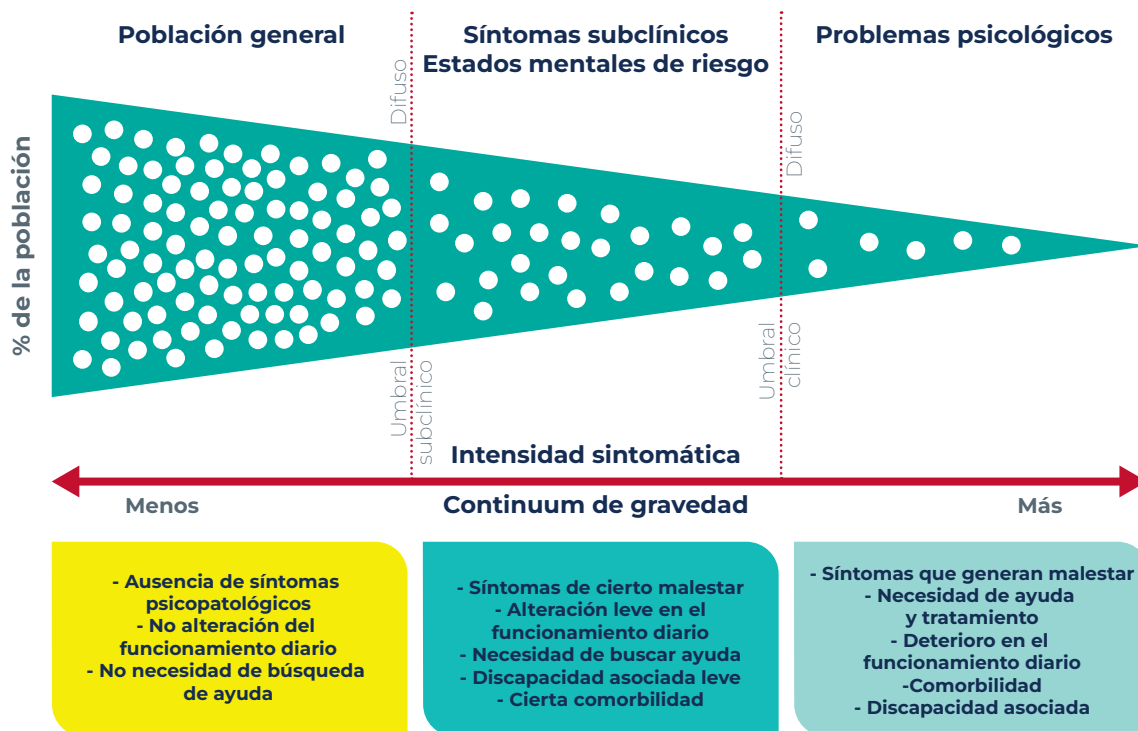 Población general
Síntomas subclínicos
Estados mentales de riesgo
Problemas psicológicos
Difuso
Difuso
% de la población
Umbral
subclínico
Umbral
clínico
Intensidad sintomática
Menos
Continuum de gravedad
Más
- Ausencia de síntomas
psicopatológicos
- No alteración del
funcionamiento diario
- No necesidad de búsqueda
de ayuda
- Síntomas de cierto malestar
- Alteración leve en el
funcionamiento diario
- Necesidad de buscar ayuda
- Discapacidad asociada leve
- Cierta comorbilidad
- Síntomas que generan malestar
- Necesidad de ayuda
y tratamiento
- Deterioro en el
funcionamiento diario
-Comorbilidad
- Discapacidad asociada